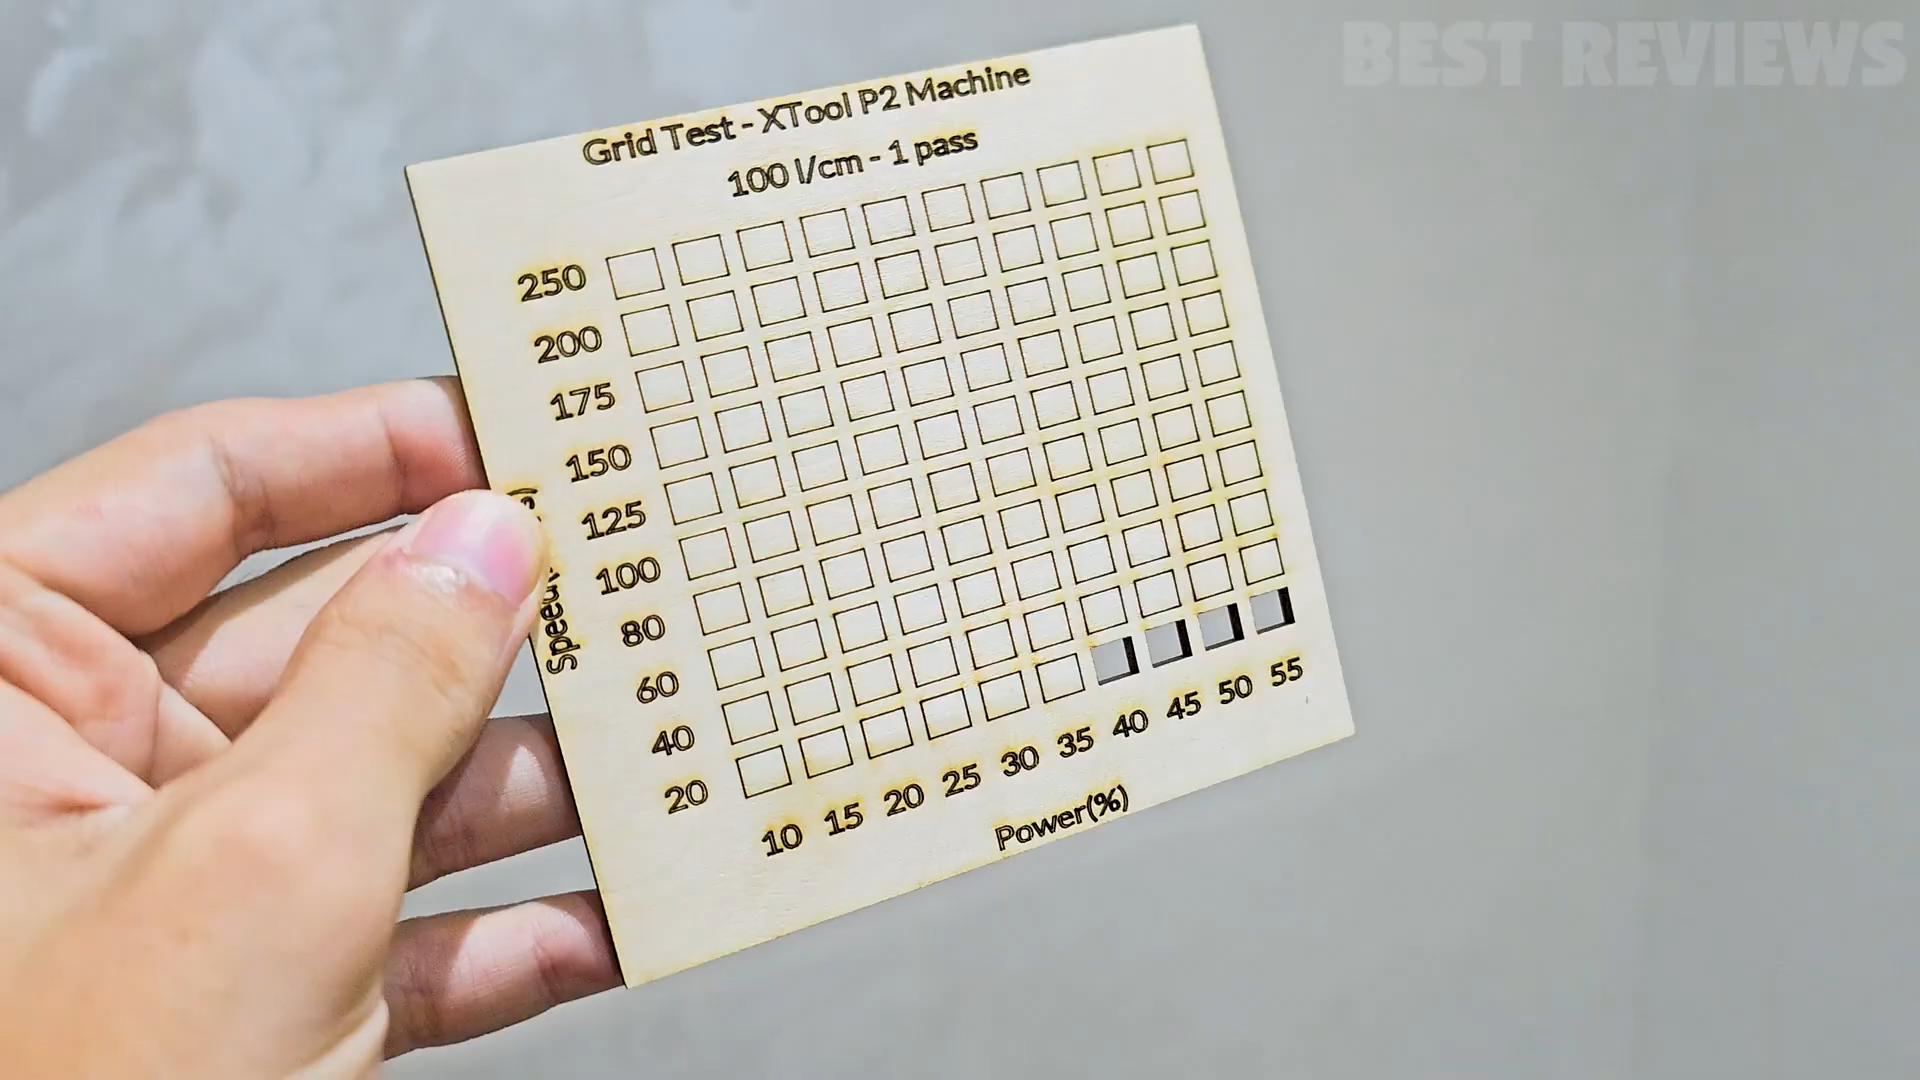 BEST REVIEWS
Grid Test - XTool P2 Machine
100 l/cm - 1 pass
250
200
175
150
125
100
80
60
40
20
10 15 20 25 30 35 40 45 50 55
Power(%)